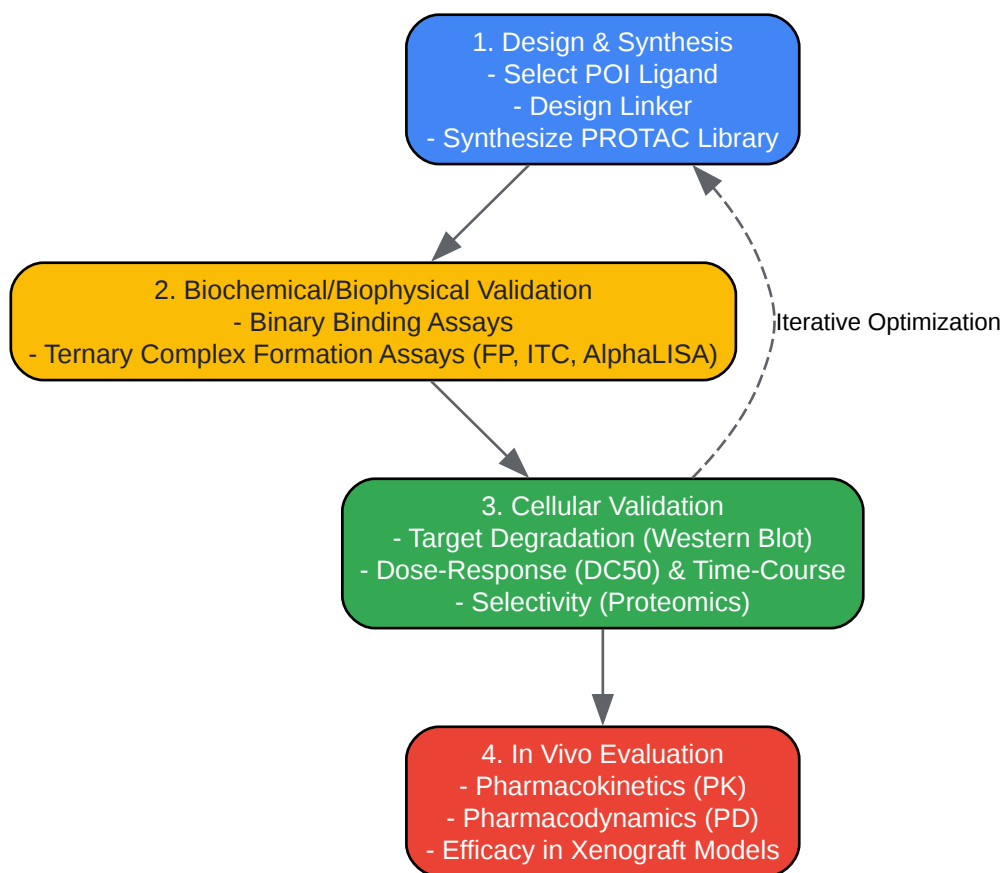 1. Design & Synthesis
- Select POI Ligand
- Design Linker
- Synthesize PROTAC Library
2. Biochemical/Biophysical Validation
- Binary Binding Assays
- Ternary Complex Formation Assays (FP, ITC, AlphaLISA)
Iterative Optimization
3. Cellular Validation
- Target Degradation (Western Blot)
- Dose-Response (DC50) & Time-Course
- Selectivity (Proteomics)
4. In Vivo Evaluation
- Pharmacokinetics (PK)
- Pharmacodynamics (PD)
- Efficacy in Xenograft Models